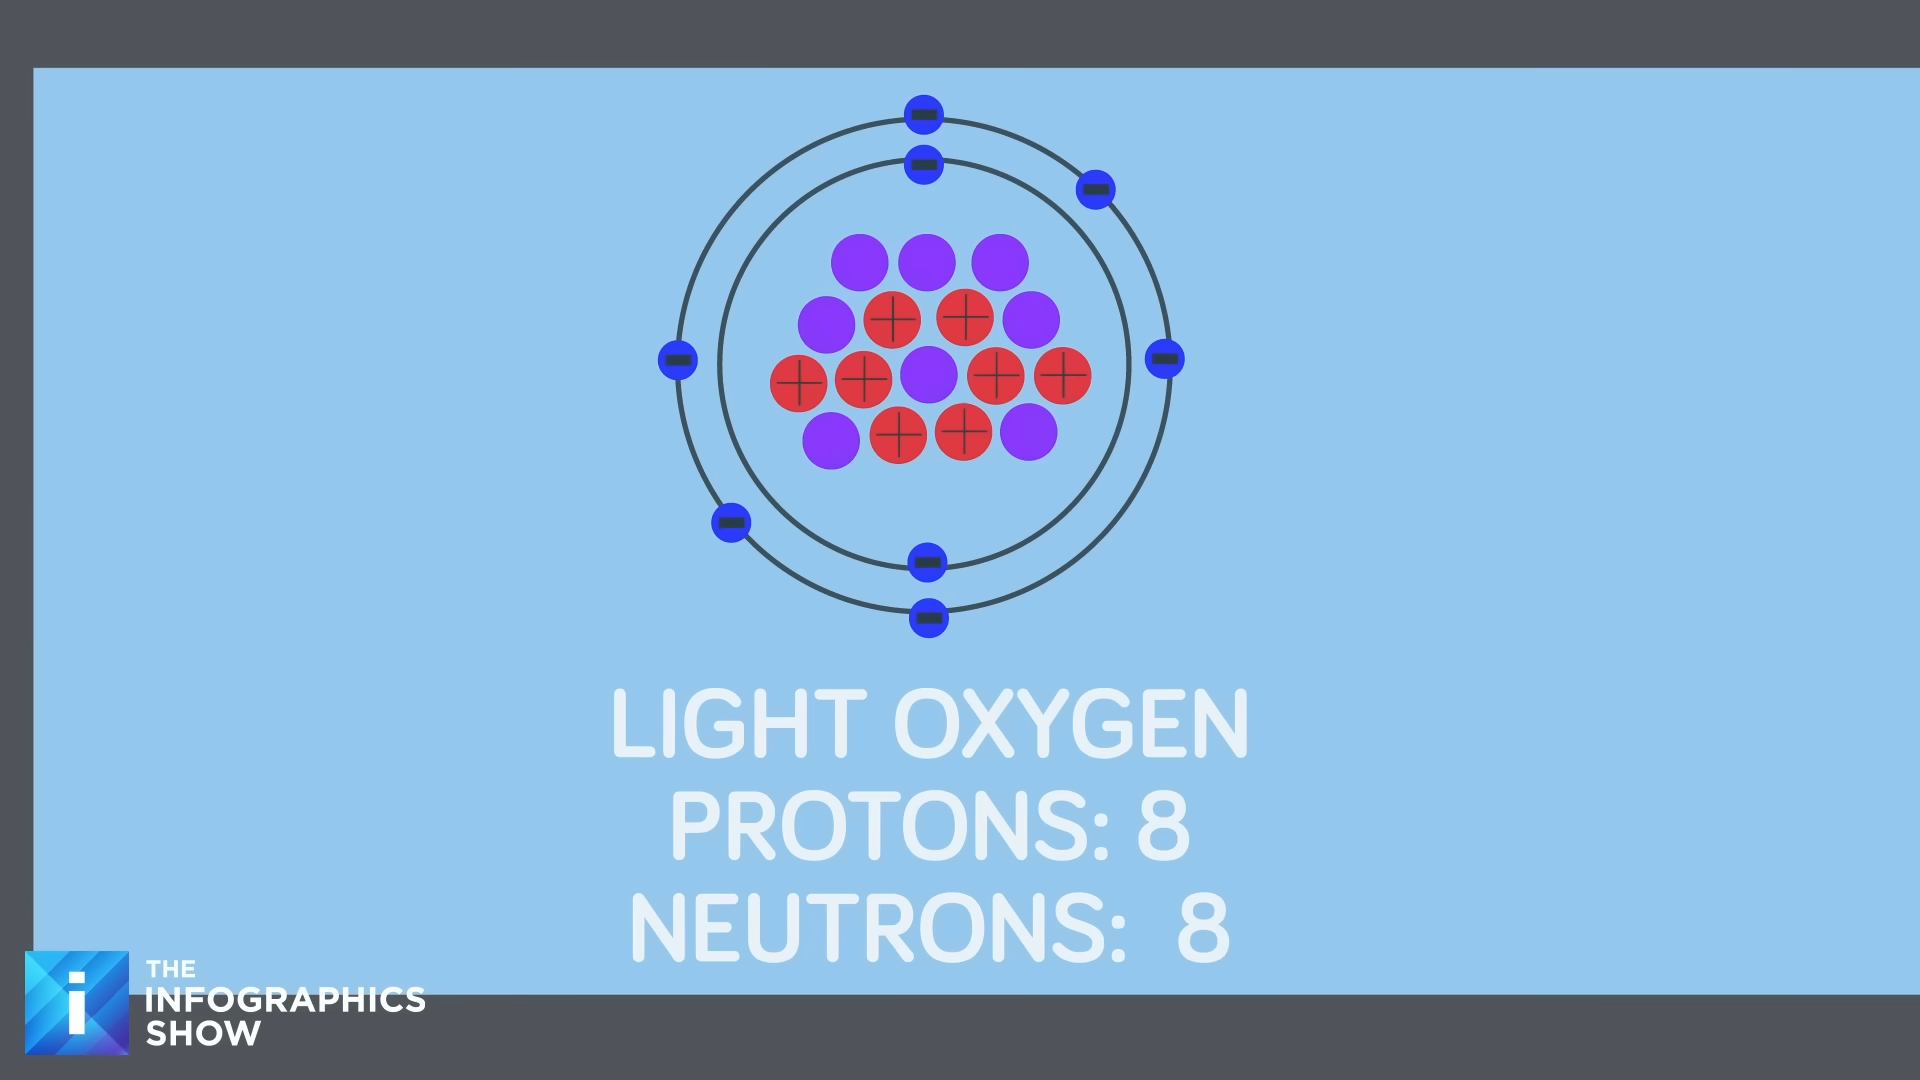 LIGHT OXYGEN
PROTONS: 8
NEUTRONS: 8
i
THE
INFOGRAPHICS
SHOW